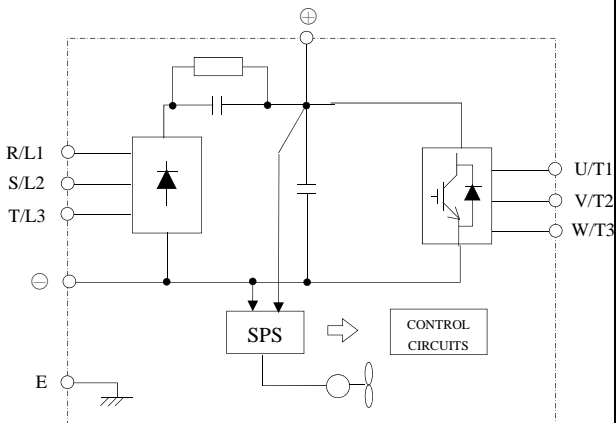 ⊕
R/L1
S/L2
T/L3
U/T1
V/T2
W/T3
⊖
SPS
CONTROL
CIRCUITS
E